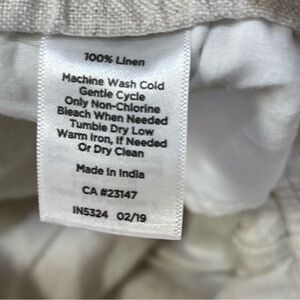 100% Linen
Machine Wash Cold
Gentle Cycle
Only Non-Chlorine
Bleach When Needed
Tumble Dry Low
Warm Iron, If Needed
Or Dry Clean
Made in India
CA #23147
IN5324 02/19